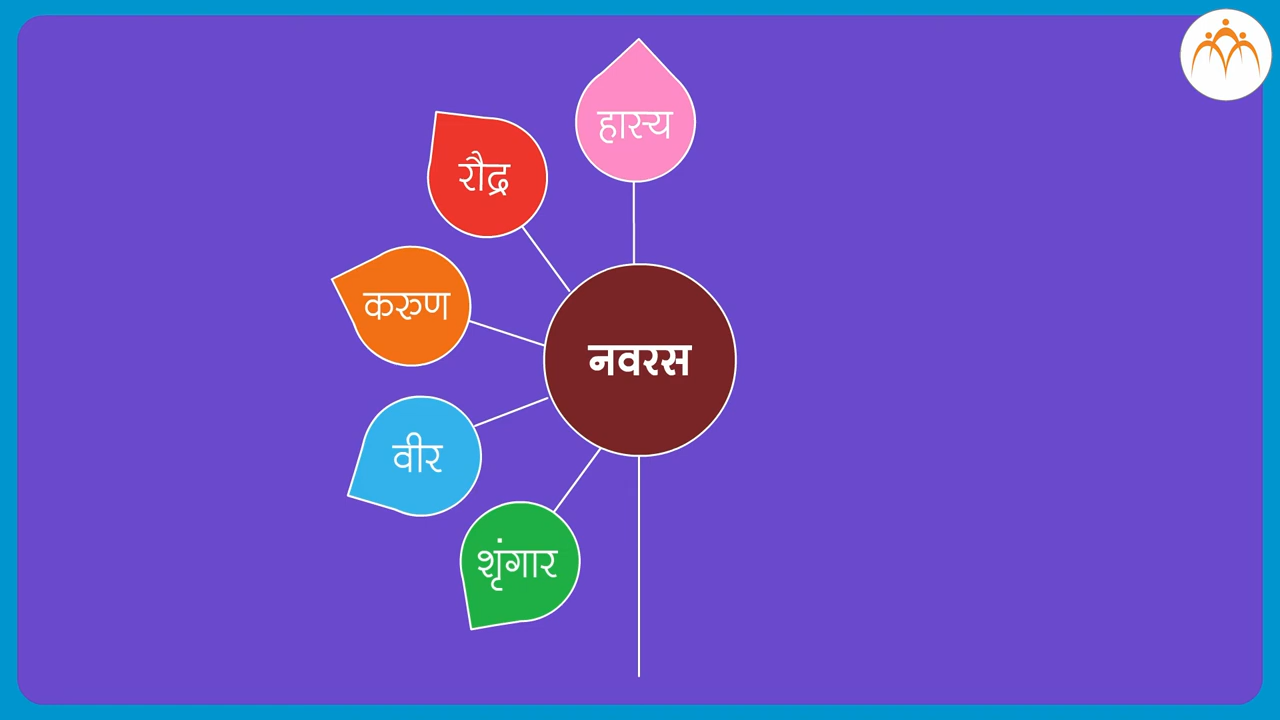 हास्य
रौद्र
करुण
नवरस
वीर
शृंगार